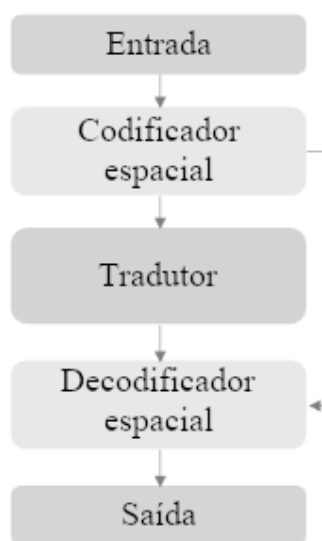 Entrada
Codificador
espacial
Tradutor
Decodificador
espacial
Saída